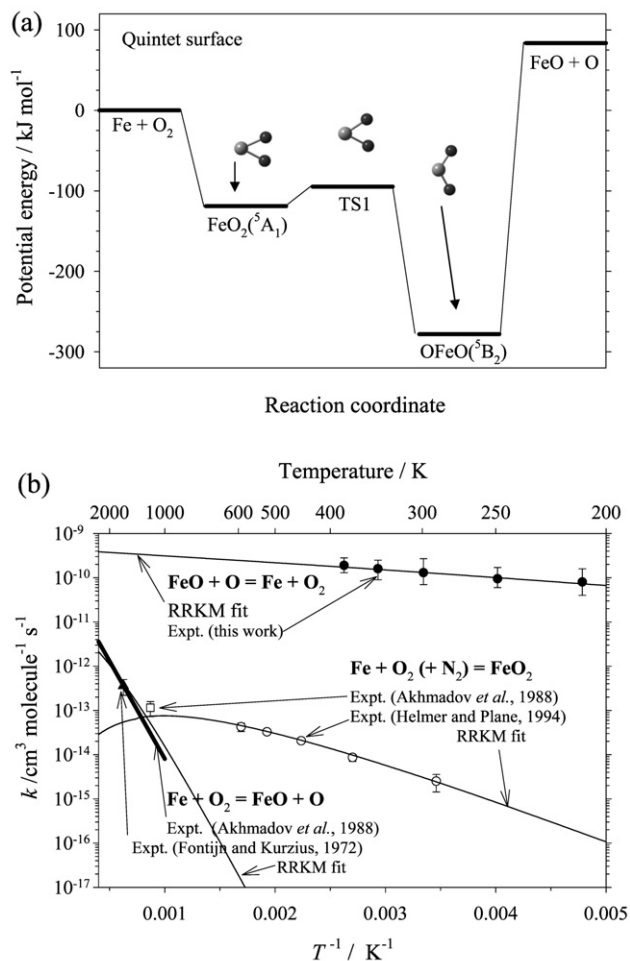 (a)
Quintet surface
100
0
-100
-200
-300
Potential energy / kJ mol⁻¹
Fe + O₂
FeO₂(⁵A₁)
TS1
OFeO(⁵B₂)
FeO + O
Reaction coordinate
(b)
Temperature / K
2000 1000 600 500 400 300 250 200
10⁻⁹
10⁻¹⁰
10⁻¹¹
10⁻¹²
10⁻¹³
10⁻¹⁴
10⁻¹⁵
10⁻¹⁶
10⁻¹⁷
k /cm³ molecule⁻¹ s⁻¹
FeO + O = Fe + O₂
RRKM fit
Expt. (this work)
Fe + O₂ (+ N₂) = FeO₂
Expt. (Akhmadov et al., 1988)
Expt. (Helmer and Plane, 1994)
RRKM fit
Fe + O₂ = FeO + O
Expt. (Akhmadov et al., 1988)
Expt. (Fontijn and Kurzius, 1972)
RRKM fit
0.001 0.002 0.003 0.004 0.005
T⁻¹ / K⁻¹